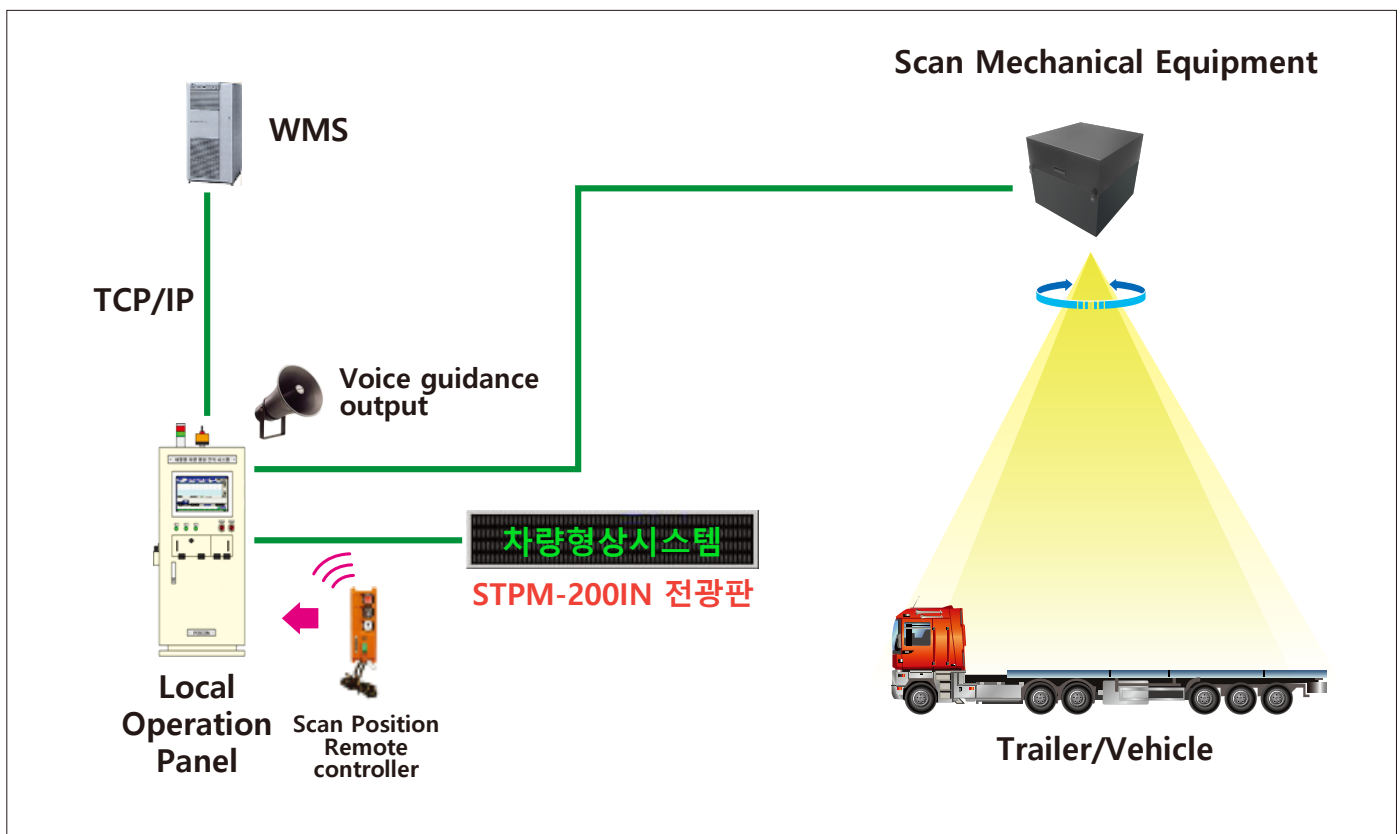 Scan Mechanical Equipment
WMS
TCP/IP
Voice guidance
output
차량형상시스템
STPM-200IN 전광판
Local
Operation
Panel
Scan Position
Remote
controller
Trailer/Vehicle